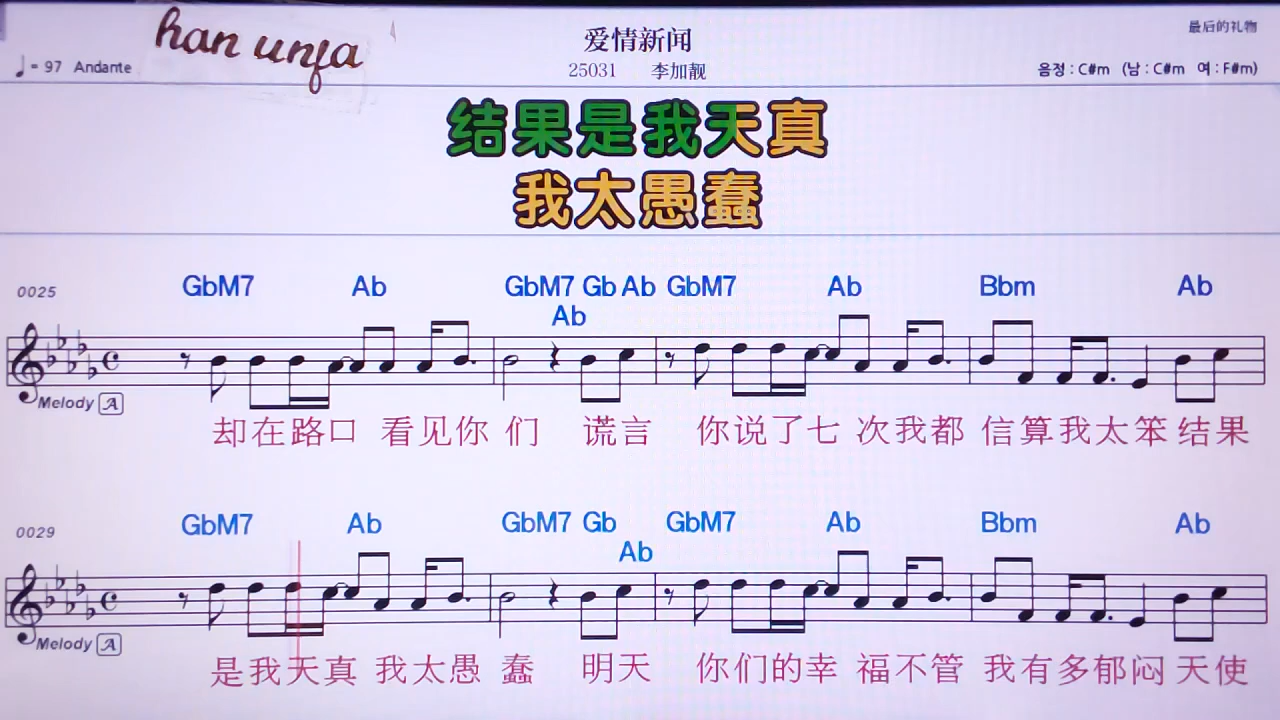 han unfa
最后的礼物
爱情新闻
♩= 97 Andante
25031 李加靓
음정 : C#m (남 : C#m 여 : F#m)
结果是我天真
我太愚蠢
0025
GbM7 Ab GbM7 Gb Ab GbM7 Ab Bbm Ab
Ab
Melody A
却在路口 看见你 们 谎言 你说了七 次我都 信算我太笨 结果
0029
GbM7 Ab GbM7 Gb GbM7 Ab Bbm Ab
Ab
Melody A
是我天真 我太愚 蠢 明天 你们的幸 福不管 我有多郁闷 天使